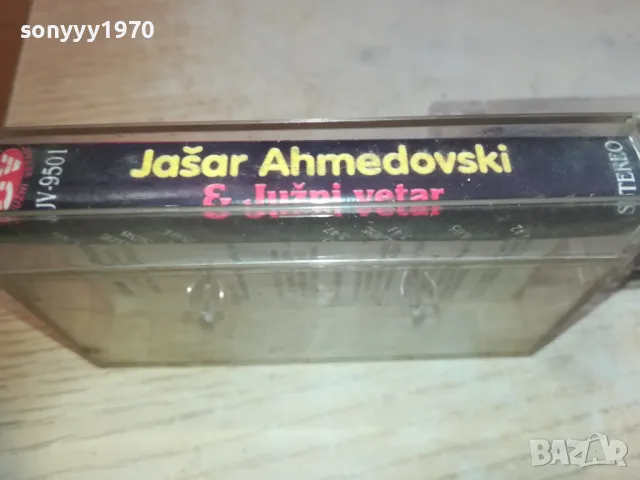 sonyyy1970
JV-9501
Jašar Ahmedovski
& Južni vetar
STEREO
BAZAR